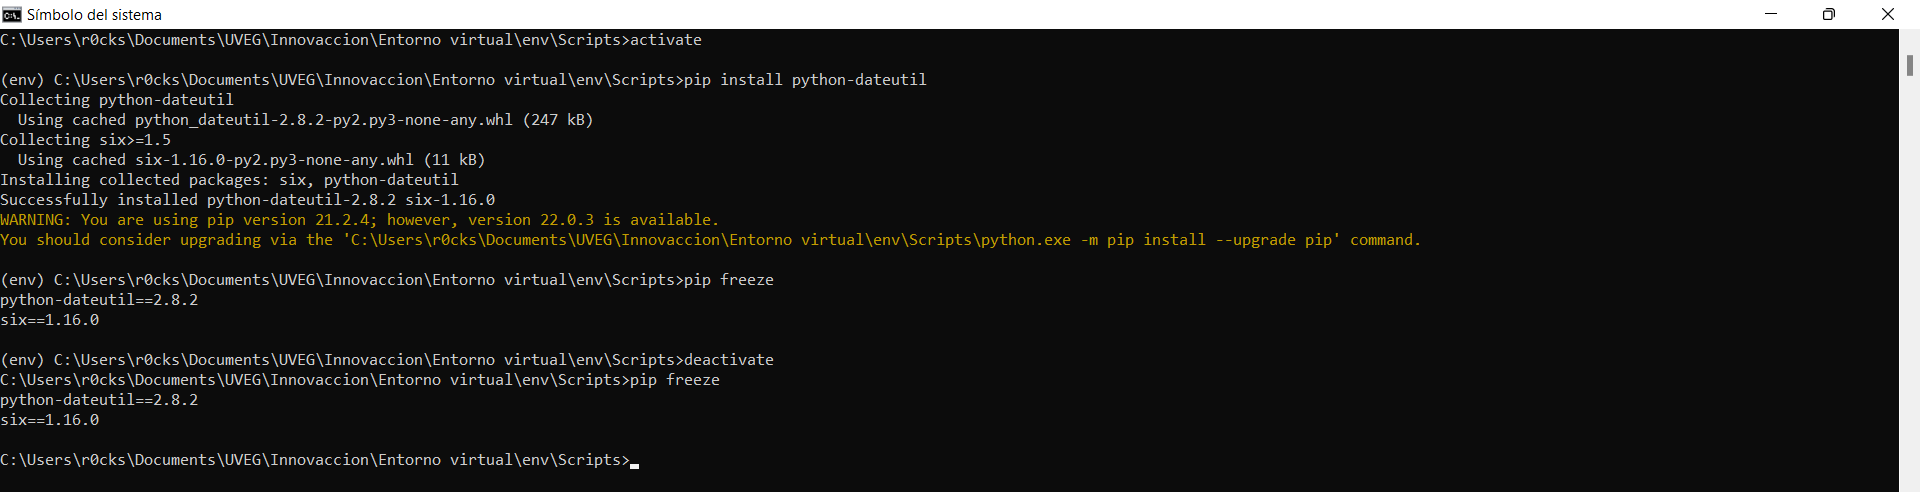 Símbolo del sistema
C:\Users\r0cks\Documents\UVEG\Innovaccion\Entorno virtual\env\Scripts>activate
(env) C:\Users\r0cks\Documents\UVEG\Innovaccion\Entorno virtual\env\Scripts>pip install python-dateutil
Collecting python-dateutil
  Using cached python_dateutil-2.8.2-py2.py3-none-any.whl (247 kB)
Collecting six>=1.5
  Using cached six-1.16.0-py2.py3-none-any.whl (11 kB)
Installing collected packages: six, python-dateutil
Successfully installed python-dateutil-2.8.2 six-1.16.0
WARNING: You are using pip version 21.2.4; however, version 22.0.3 is available.
You should consider upgrading via the 'C:\Users\r0cks\Documents\UVEG\Innovaccion\Entorno virtual\env\Scripts\python.exe -m pip install --upgrade pip' command.
(env) C:\Users\r0cks\Documents\UVEG\Innovaccion\Entorno virtual\env\Scripts>pip freeze
python-dateutil==2.8.2
six==1.16.0
(env) C:\Users\r0cks\Documents\UVEG\Innovaccion\Entorno virtual\env\Scripts>deactivate
C:\Users\r0cks\Documents\UVEG\Innovaccion\Entorno virtual\env\Scripts>pip freeze
python-dateutil==2.8.2
six==1.16.0
C:\Users\r0cks\Documents\UVEG\Innovaccion\Entorno virtual\env\Scripts>